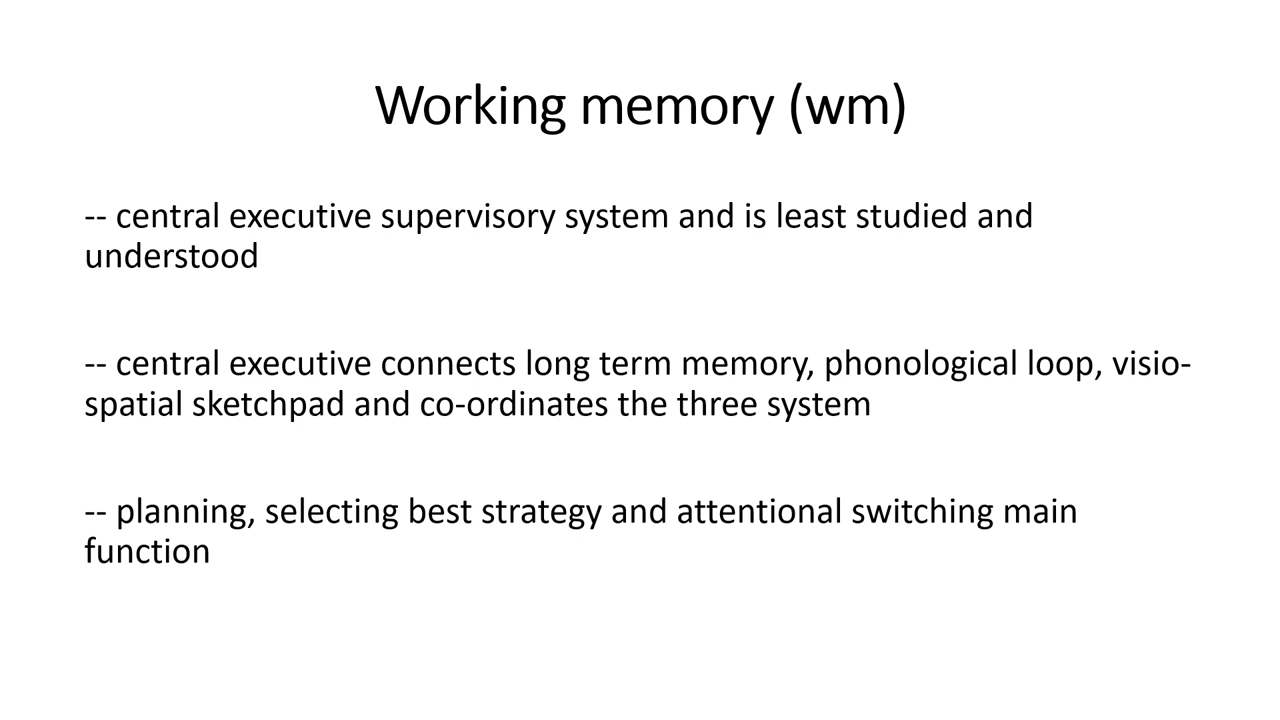 Working memory (wm)
-- central executive supervisory system and is least studied and
understood
-- central executive connects long term memory, phonological loop, visio-
spatial sketchpad and co-ordinates the three system
-- planning, selecting best strategy and attentional switching main
function